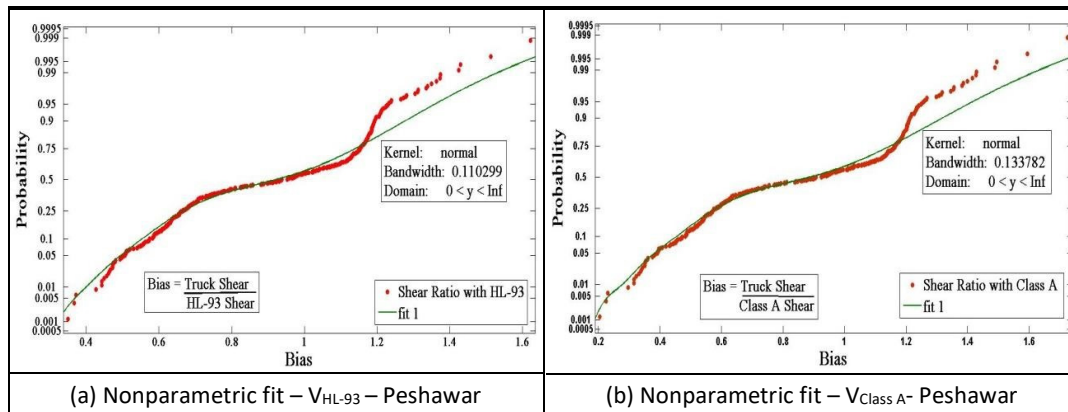 0.9995
0.999
0.995
0.99
0.95
0.9
0.75
0.5
0.25
0.1
0.05
0.01
0.005
0.001
0.0005
Probability
Kernel: normal
Bandwidth: 0.110299
Domain: 0 < y < Inf
Bias = Truck Shear
HL-93 Shear
Shear Ratio with HL-93
fit 1
0.4 0.6 0.8 1 1.2 1.4 1.6
Bias
(a) Nonparametric fit – VHL-93 – Peshawar
0.9995
0.999
0.995
0.99
0.95
0.9
0.75
0.5
0.25
0.1
0.05
0.01
0.005
0.001
0.0005
Probability
Kernel: normal
Bandwidth: 0.133782
Domain: 0 < y < Inf
Bias = Truck Shear
Class A Shear
Shear Ratio with Class A
fit 1
0.2 0.4 0.6 0.8 1 1.2 1.4 1.6
Bias
(b) Nonparametric fit – VClass A- Peshawar